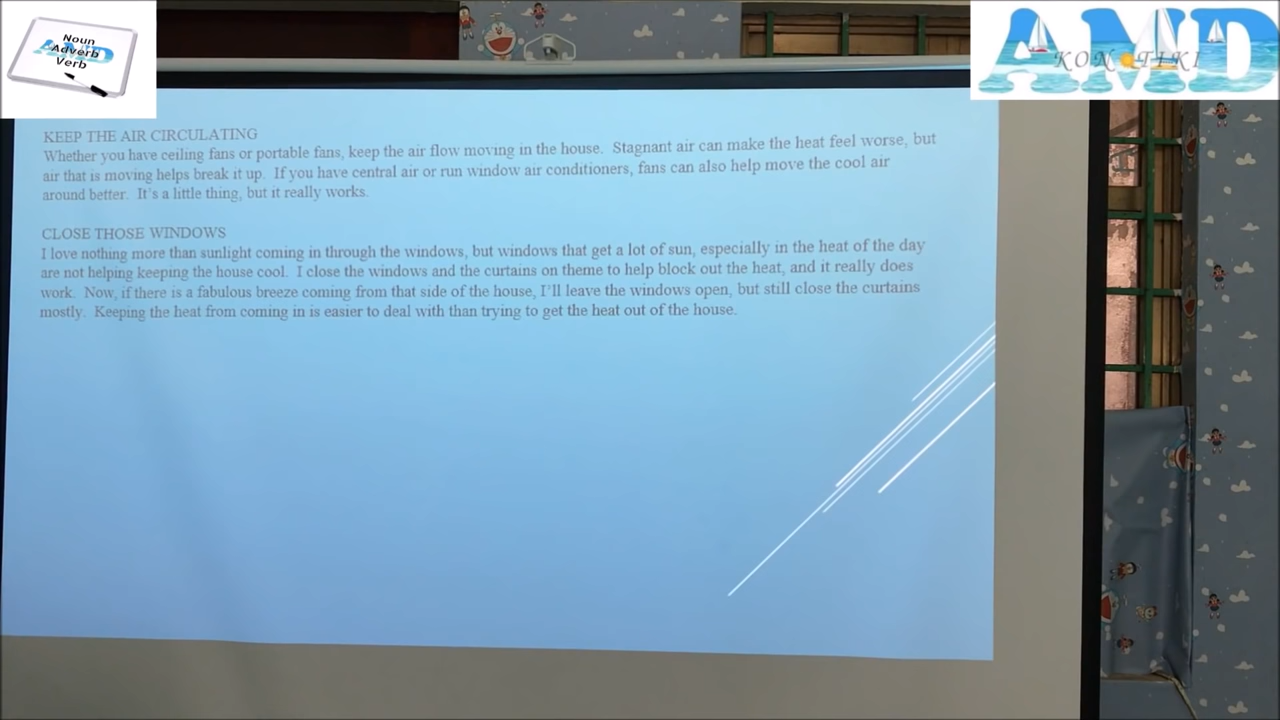 Noun
Adverb
Verb
AMD
AMD
KON TIKI
KEEP THE AIR CIRCULATING
Whether you have ceiling fans or portable fans, keep the air flow moving in the house. Stagnant air can make the heat feel worse, but
air that is moving helps break it up. If you have central air or run window air conditioners, fans can also help move the cool air
around better. It's a little thing, but it really works.
CLOSE THOSE WINDOWS
I love nothing more than sunlight coming in through the windows, but windows that get a lot of sun, especially in the heat of the day
are not helping keeping the house cool. I close the windows and the curtains on theme to help block out the heat, and it really does
work. Now, if there is a fabulous breeze coming from that side of the house, I'll leave the windows open, but still close the curtains
mostly. Keeping the heat from coming in is easier to deal with than trying to get the heat out of the house.